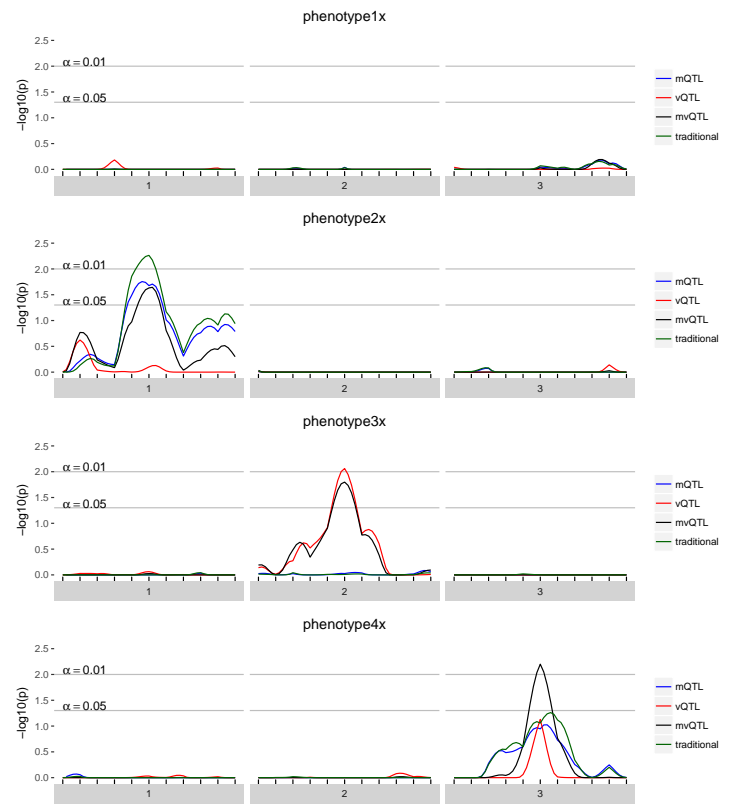 phenotype1x
2.5
2.0
1.5
1.0
0.5
0.0
−log10(p)
α = 0.01
α = 0.05
1
2
3
mQTL
vQTL
mvQTL
traditional
phenotype2x
2.5
2.0
1.5
1.0
0.5
0.0
−log10(p)
α = 0.01
α = 0.05
1
2
3
mQTL
vQTL
mvQTL
traditional
phenotype3x
2.5
2.0
1.5
1.0
0.5
0.0
−log10(p)
α = 0.01
α = 0.05
1
2
3
mQTL
vQTL
mvQTL
traditional
phenotype4x
2.5
2.0
1.5
1.0
0.5
0.0
−log10(p)
α = 0.01
α = 0.05
1
2
3
mQTL
vQTL
mvQTL
traditional